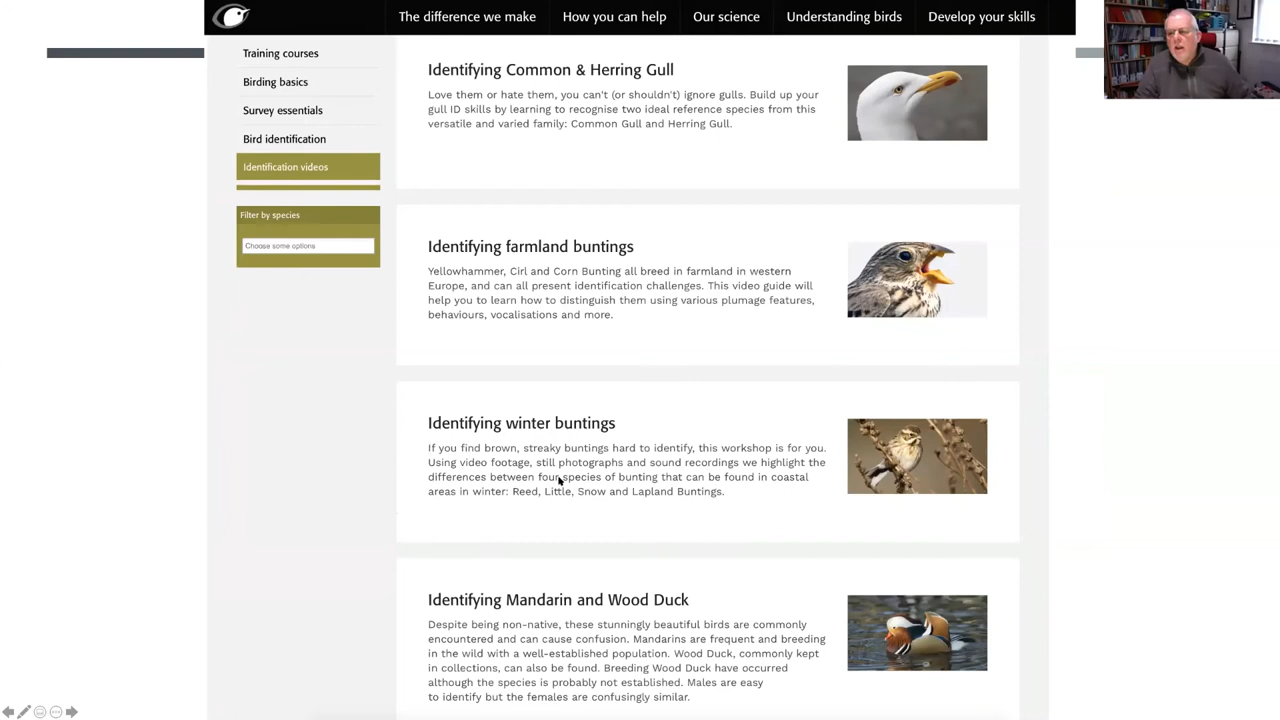 The difference we make
How you can help
Our science
Understanding birds
Develop your skills
Training courses
Birding basics
Survey essentials
Bird identification
Identification videos
Filter by species
Choose some options
Identifying Common & Herring Gull
Love them or hate them, you can't (or shouldn't) ignore gulls. Build up your
gull ID skills by learning to recognise two ideal reference species from this
versatile and varied family: Common Gull and Herring Gull.
Identifying farmland buntings
Yellowhammer, Cirl and Corn Bunting all breed in farmland in western
Europe, and can all present identification challenges. This video guide will
help you to learn how to distinguish them using various plumage features,
behaviours, vocalisations and more.
Identifying winter buntings
If you find brown, streaky buntings hard to identify, this workshop is for you.
Using video footage, still photographs and sound recordings we highlight the
differences between four species of bunting that can be found in coastal
areas in winter: Reed, Little, Snow and Lapland Buntings.
Identifying Mandarin and Wood Duck
Despite being non-native, these stunningly beautiful birds are commonly
encountered and can cause confusion. Mandarins are frequent and breeding
in the wild with a well-established population. Wood Duck, commonly kept
in collections, can also be found. Breeding Wood Duck have occurred
although the species is probably not established. Males are easy
to identify but the females are confusingly similar.